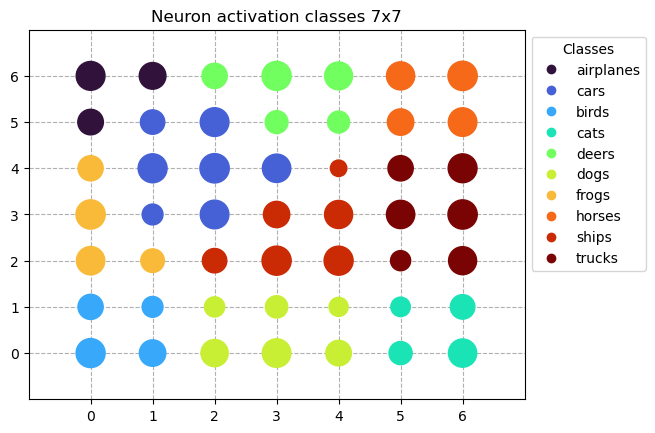 Neuron activation classes 7x7
6
5
4
3
2
1
0
0 1 2 3 4 5 6
Classes
airplanes
cars
birds
cats
deers
dogs
frogs
horses
ships
trucks